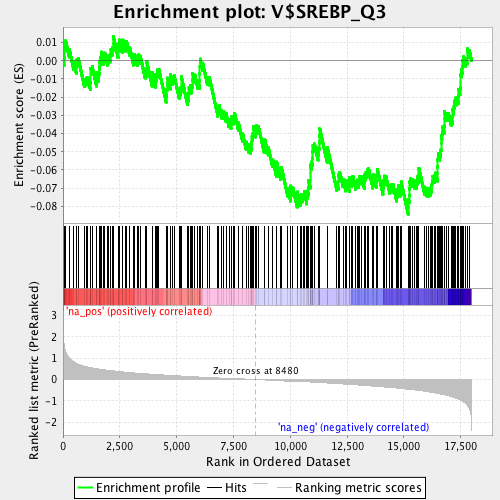 Enrichment plot: V$SREBP_Q3
Enrichment score (ES)
0.01
0.00
-0.01
-0.02
-0.03
-0.04
-0.05
-0.06
-0.07
-0.08
Ranked list metric (PreRanked)
'na_pos' (positively correlated)
3
2
1
0
-1
-2
Zero cross at 8480
'na_neg' (negatively correlated)
0
2,500
5,000
7,500
10,000
12,500
15,000
17,500
Rank in Ordered Dataset
Enrichment profile
Hits
Ranking metric scores